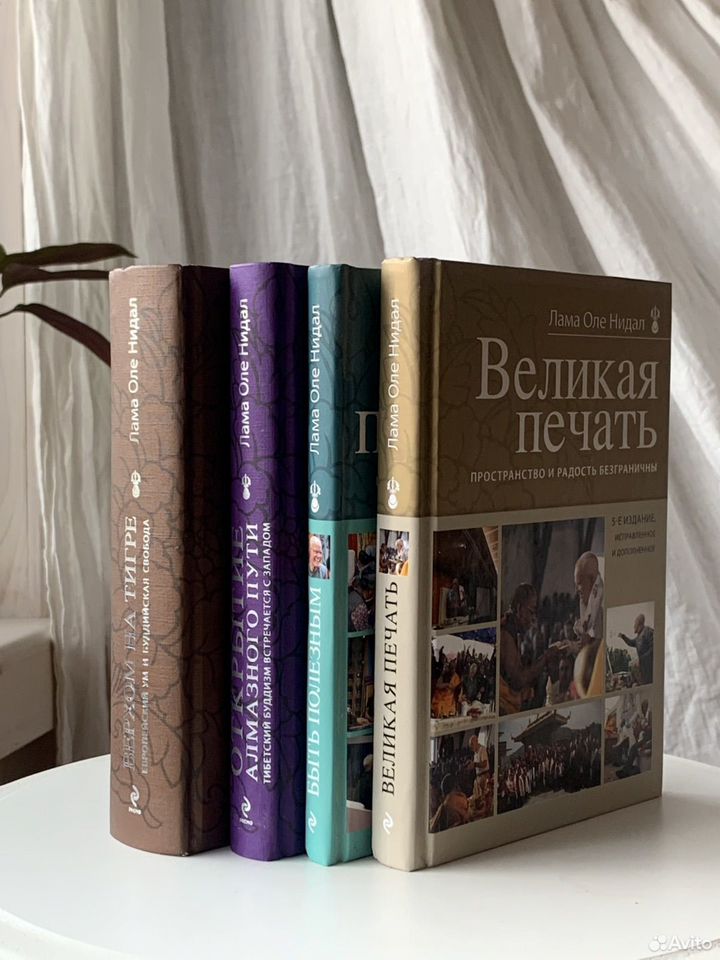 Лама Оле Нидал
ВЕРХОМ НА ТИГРЕ
ЕВРОПЕЙСКИЙ УМ И БУДДИЙСКАЯ СВОБОДА
ЭКСМО
Лама Оле Нидал
ОТКРЫТИЕ
АЛМАЗНОГО ПУТИ
ТИБЕТСКИЙ БУДДИЗМ ВСТРЕЧАЕТСЯ С ЗАПАДОМ
ЭКСМО
Лама Оле Нидал
БЫТЬ ПОЛЕЗНЫМ
П
Лама Оле Нидал
ВЕЛИКАЯ ПЕЧАТЬ
Лама Оле Нидал
Великая
печать
ПРОСТРАНСТВО И РАДОСТЬ БЕЗГРАНИЧНЫ
5-Е ИЗДАНИЕ,
ИСПРАВЛЕННОЕ
И ДОПОЛНЕННОЕ
Avito